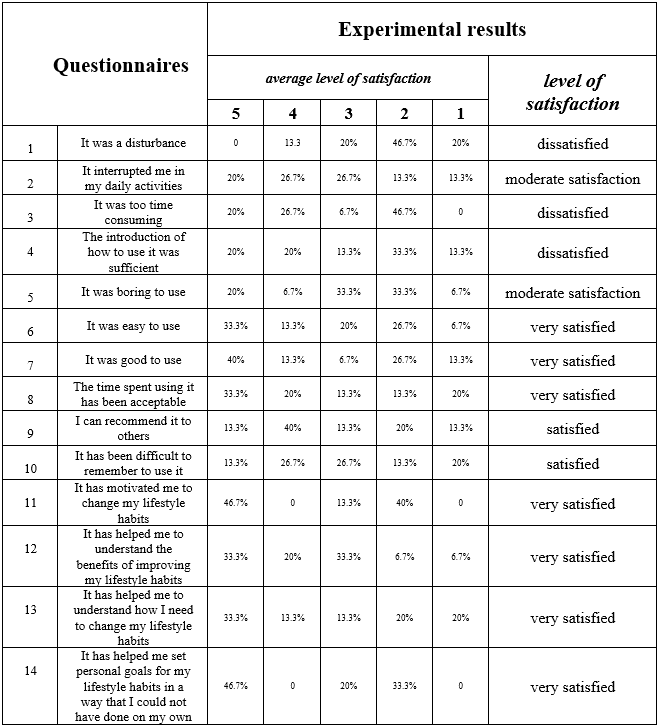 Questionnaires
Experimental results
average level of satisfaction
level of
satisfaction
5 4 3 2 1
1 It was a disturbance 0 13.3 20% 46.7% 20% dissatisfied
2 It interrupted me in
my daily activities 20% 26.7% 26.7% 13.3% 13.3% moderate satisfaction
3 It was too time
consuming 20% 26.7% 6.7% 46.7% 0 dissatisfied
4 The introduction of
how to use it was
sufficient 20% 20% 13.3% 33.3% 13.3% dissatisfied
5 It was boring to use 20% 6.7% 33.3% 33.3% 6.7% moderate satisfaction
6 It was easy to use 33.3% 13.3% 20% 26.7% 6.7% very satisfied
7 It was good to use 40% 13.3% 6.7% 26.7% 13.3% very satisfied
8 The time spent using it
has been acceptable 33.3% 20% 13.3% 13.3% 20% very satisfied
9 I can recommend it to
others 13.3% 40% 13.3% 20% 13.3% satisfied
10 It has been difficult to
remember to use it 13.3% 26.7% 26.7% 13.3% 20% satisfied
11 It has motivated me to
change my lifestyle
habits 46.7% 0 13.3% 40% 0 very satisfied
12 It has helped me to
understand the
benefits of improving
my lifestyle habits 33.3% 20% 33.3% 6.7% 6.7% very satisfied
13 It has helped me to
understand how I need
to change my lifestyle
habits 33.3% 13.3% 13.3% 20% 20% very satisfied
14 It has helped me set
personal goals for my
lifestyle habits in a
way that I could not
have done on my own 46.7% 0 20% 33.3% 0 very satisfied